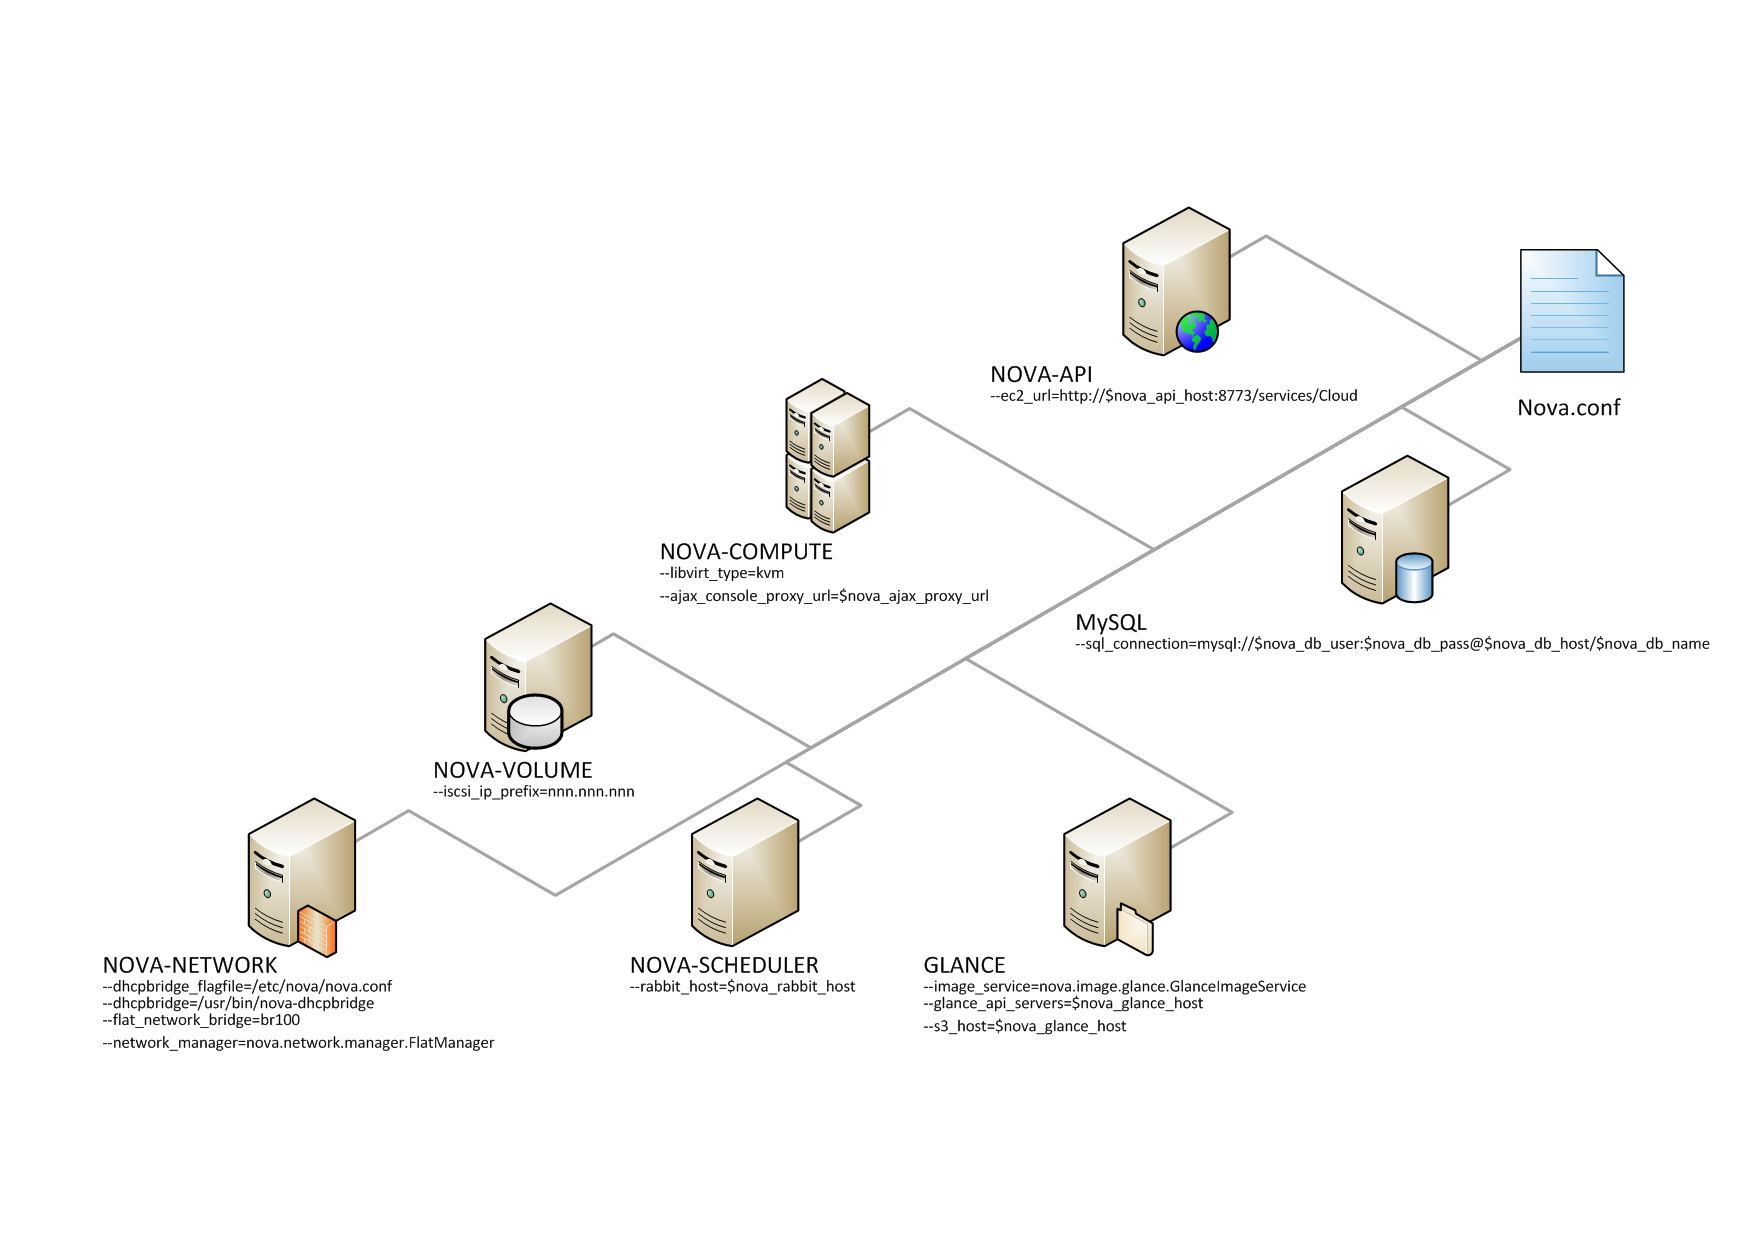 NOVA-API
--ec2_url=http://$nova_api_host:8773/services/Cloud
Nova.conf
NOVA-COMPUTE
--libvirt_type=kvm
--ajax_console_proxy_url=$nova_ajax_proxy_url
MySQL
--sql_connection=mysql://$nova_db_user:$nova_db_pass@$nova_db_host/$nova_db_name
NOVA-VOLUME
--iscsi_ip_prefix=nnn.nnn.nnn
NOVA-NETWORK
--dhcpbridge_flagfile=/etc/nova/nova.conf
--dhcpbridge=/usr/bin/nova-dhcpbridge
--flat_network_bridge=br100
--network_manager=nova.network.manager.FlatManager
NOVA-SCHEDULER
--rabbit_host=$nova_rabbit_host
GLANCE
--image_service=nova.image.glance.GlanceImageService
--glance_api_servers=$nova_glance_host
--s3_host=$nova_glance_host